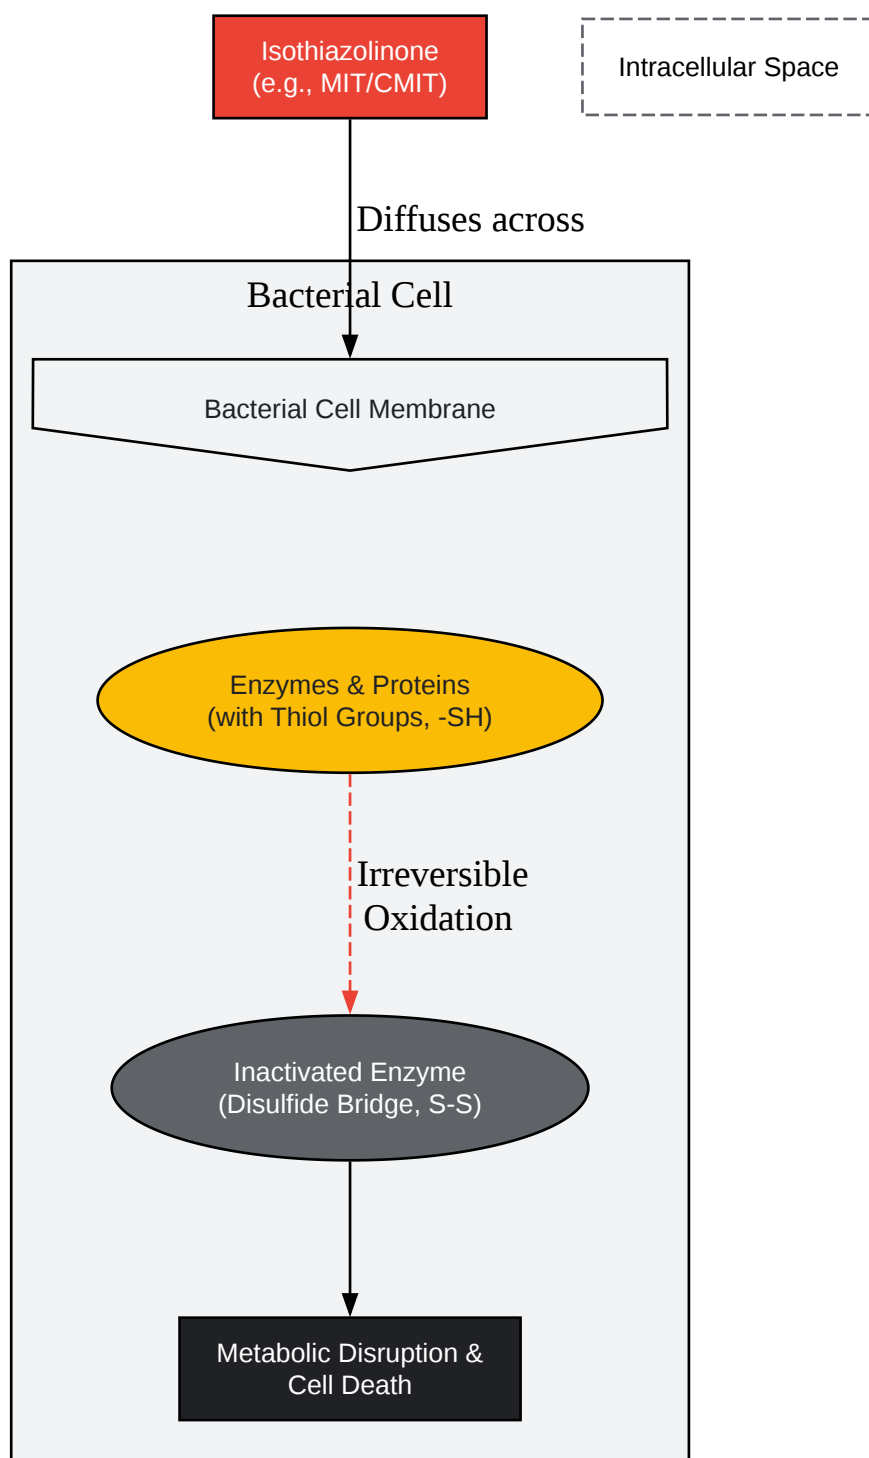 Isothiazolinone
(e.g., MIT/CMIT)
Intracellular Space
Diffuses across
Bacterial Cell
Bacterial Cell Membrane
Enzymes & Proteins
(with Thiol Groups, -SH)
Irreversible
Oxidation
Inactivated Enzyme
(Disulfide Bridge, S-S)
Metabolic Disruption &
Cell Death